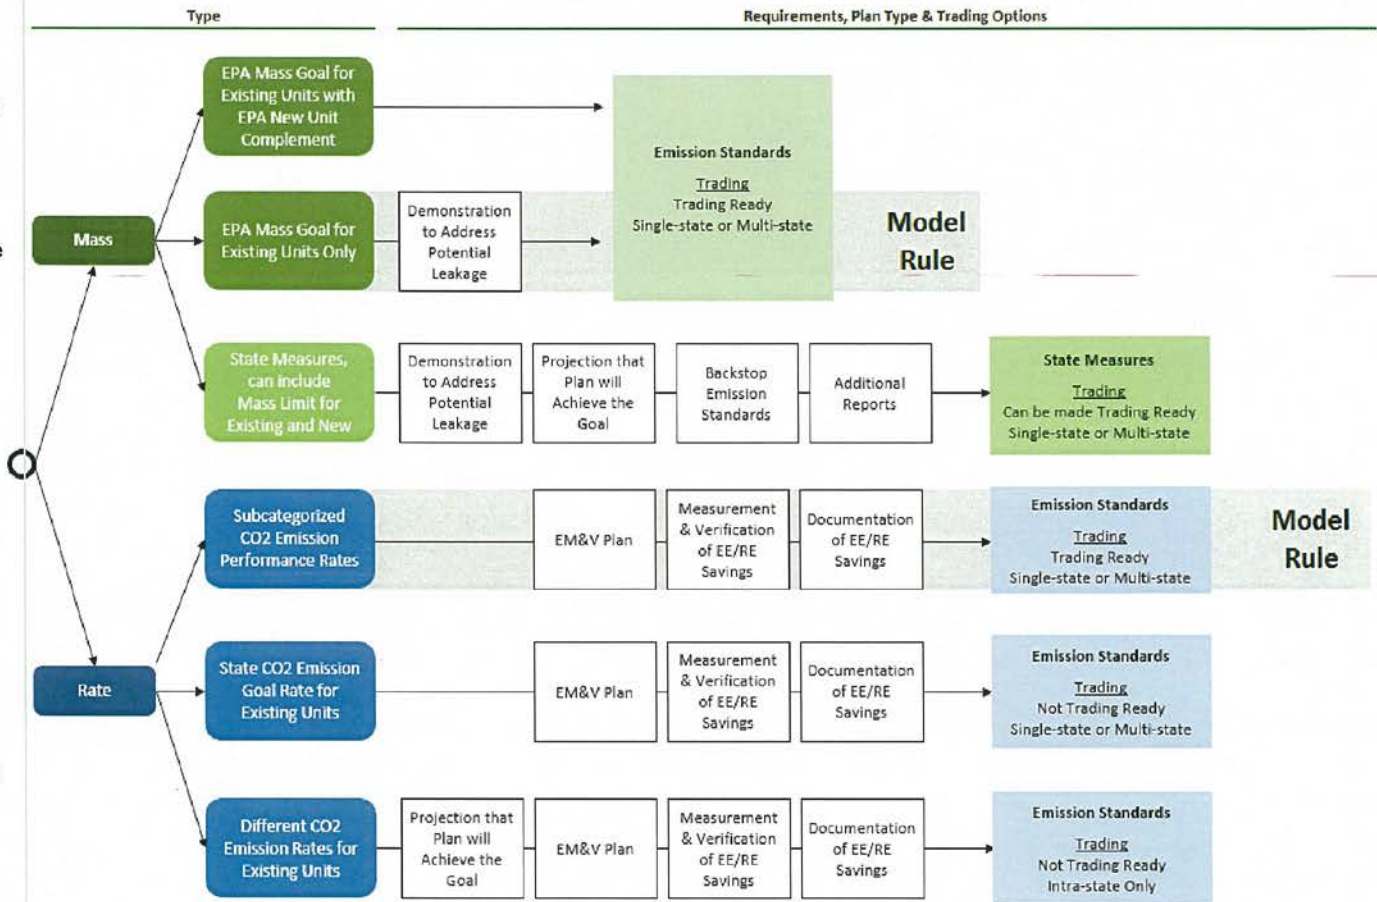 Type
Requirements, Plan Type & Trading Options
EPA Mass Goal for
Existing Units with
EPA New Unit
Complement
Emission Standards
Trading
Trading Ready
Single-state or Multi-state
Mass
EPA Mass Goal for
Existing Units Only
Demonstration
to Address
Potential
Leakage
Model
Rule
State Measures,
can include
Mass Limit for
Existing and New
Demonstration
to Address
Potential
Leakage
Projection that
Plan will
Achieve the
Goal
Backstop
Emission
Standards
Additional
Reports
State Measures
Trading
Can be made Trading Ready
Single-state or Multi-state
Subcategorized
CO2 Emission
Performance Rates
EM&V Plan
Measurement
& Verification
of EE/RE
Savings
Documentation
of EE/RE
Savings
Emission Standards
Trading
Trading Ready
Single-state or Multi-state
Model
Rule
Rate
State CO2 Emission
Goal Rate for
Existing Units
EM&V Plan
Measurement
& Verification
of EE/RE
Savings
Documentation
of EE/RE
Savings
Emission Standards
Trading
Not Trading Ready
Single-state or Multi-state
Different CO2
Emission Rates for
Existing Units
Projection that
Plan will
Achieve the
Goal
EM&V Plan
Measurement
& Verification
of EE/RE
Savings
Documentation
of EE/RE
Savings
Emission Standards
Trading
Not Trading Ready
Intra-state Only